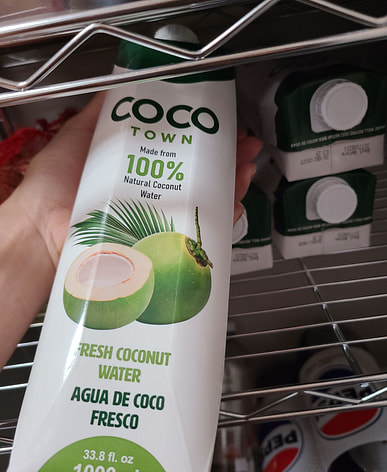 COCO
TOWN
Made from
100%
Natural Coconut
Water
FRESH COCONUT
WATER
AGUA DE COCO
FRESCO
33.8 fl. oz
PEPSI